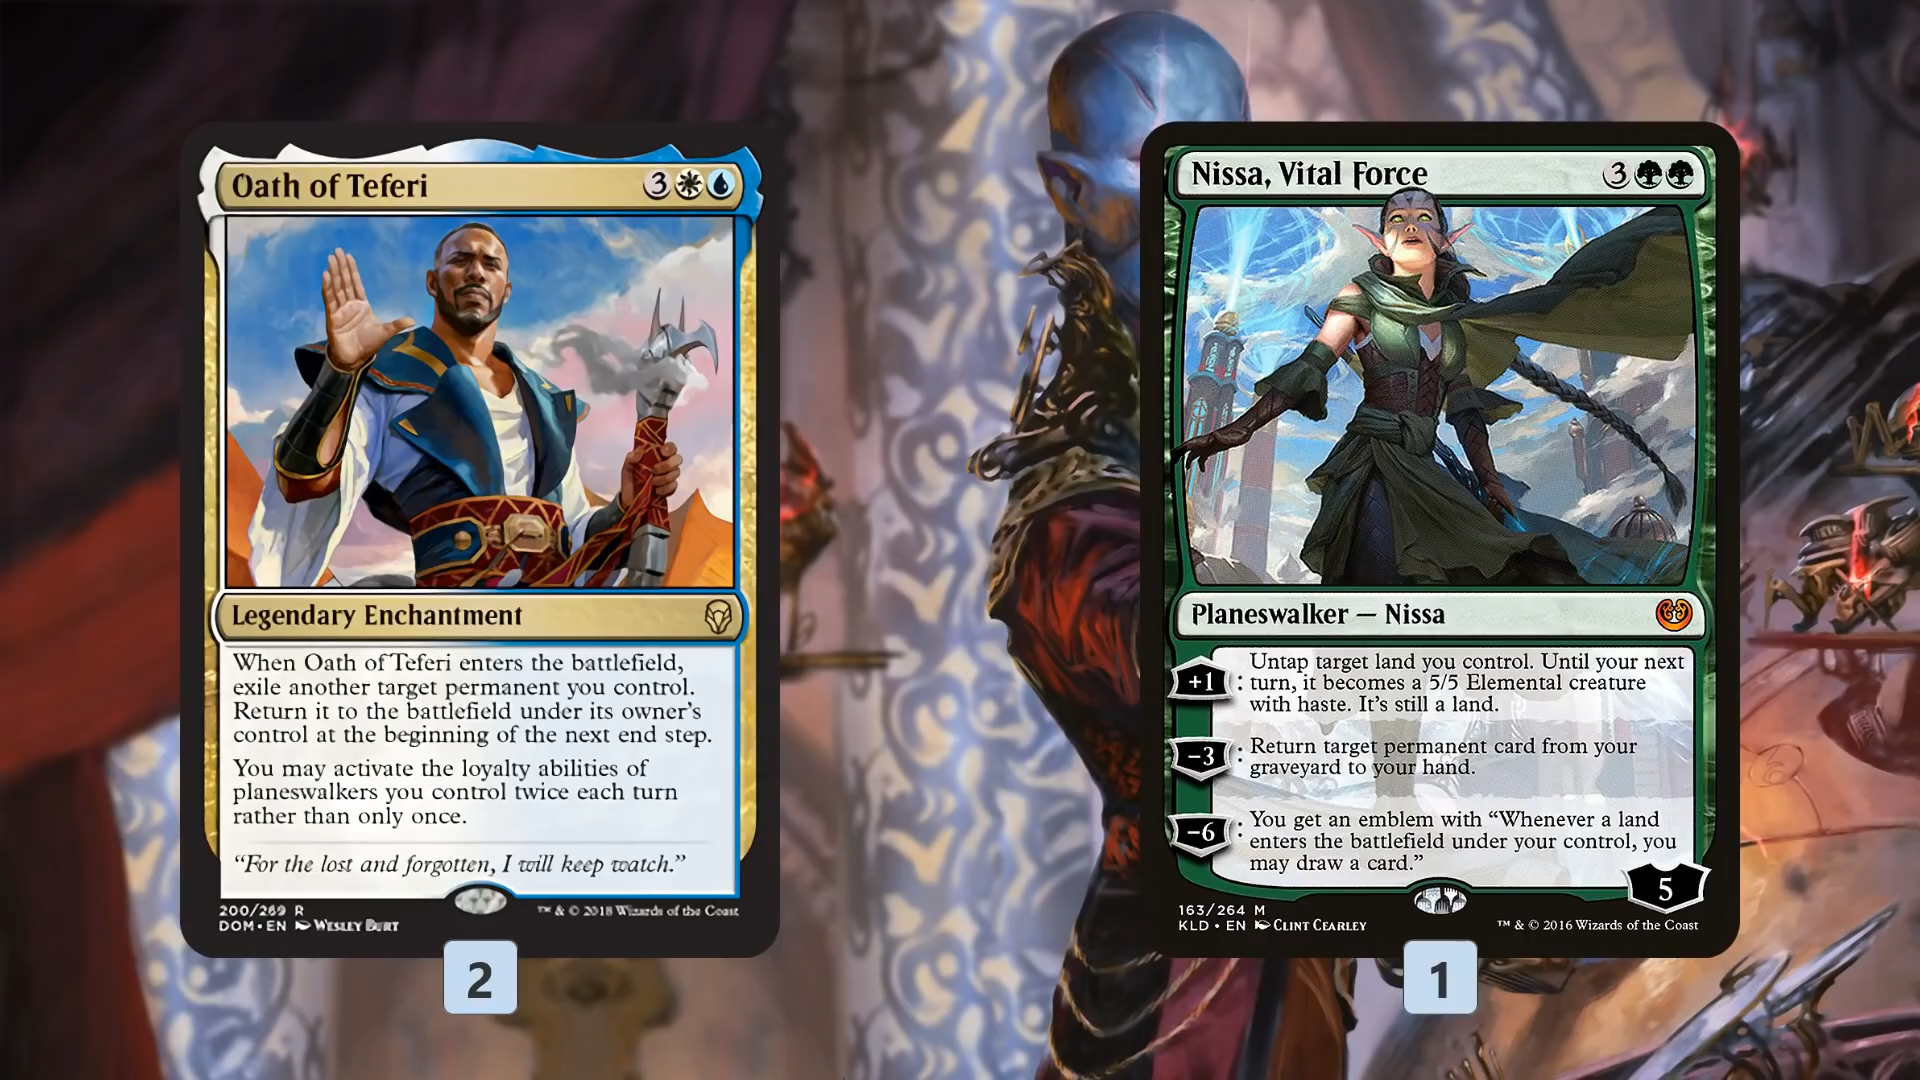 Oath of Teferi
3
Legendary Enchantment
When Oath of Teferi enters the battlefield,
exile another target permanent you control.
Return it to the battlefield under its owner’s
control at the beginning of the next end step.
You may activate the loyalty abilities of
planeswalkers you control twice each turn
rather than only once.
“For the lost and forgotten, I will keep watch.”
200/269 R
DOM • EN Wesley Burt
™ & © 2018 Wizards of the Coast
2
Nissa, Vital Force
3
Planeswalker — Nissa
+1 : Untap target land you control. Until your next
turn, it becomes a 5/5 Elemental creature
with haste. It’s still a land.
−3 : Return target permanent card from your
graveyard to your hand.
−6 : You get an emblem with “Whenever a land
enters the battlefield under your control, you
may draw a card.”
5
163/264 M
KLD • EN Clint Cearley
™ & © 2016 Wizards of the Coast
1